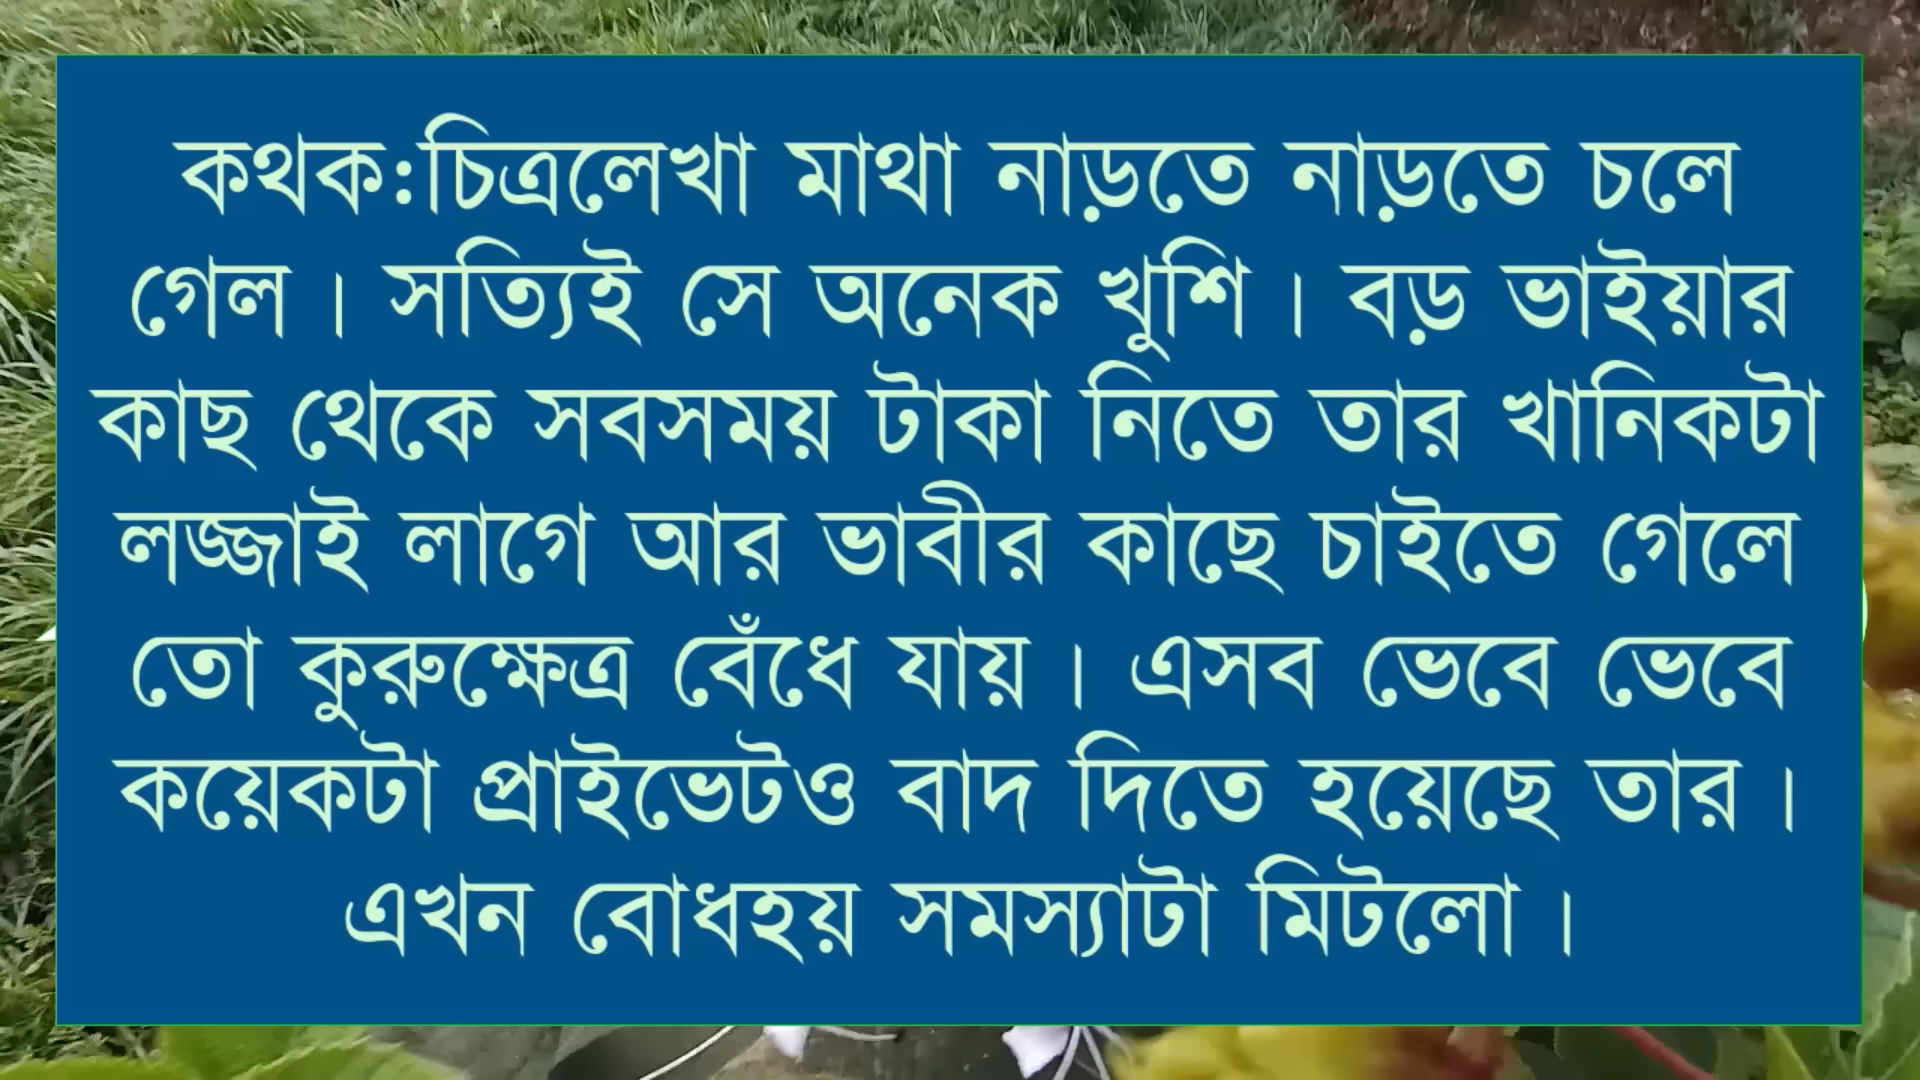 কথক:চিত্রলেখা মাথা নাড়তে নাড়তে চলে
গেল। সত্যিই সে অনেক খুশি। বড় ভাইয়ার
কাছ থেকে সবসময় টাকা নিতে তার খানিকটা
লজ্জাই লাগে আর ভাবীর কাছে চাইতে গেলে
তো কুরুক্ষেত্র বেঁধে যায়। এসব ভেবে ভেবে
কয়েকটা প্রাইভেটও বাদ দিতে হয়েছে তার।
এখন বোধহয় সমস্যাটা মিটলো।